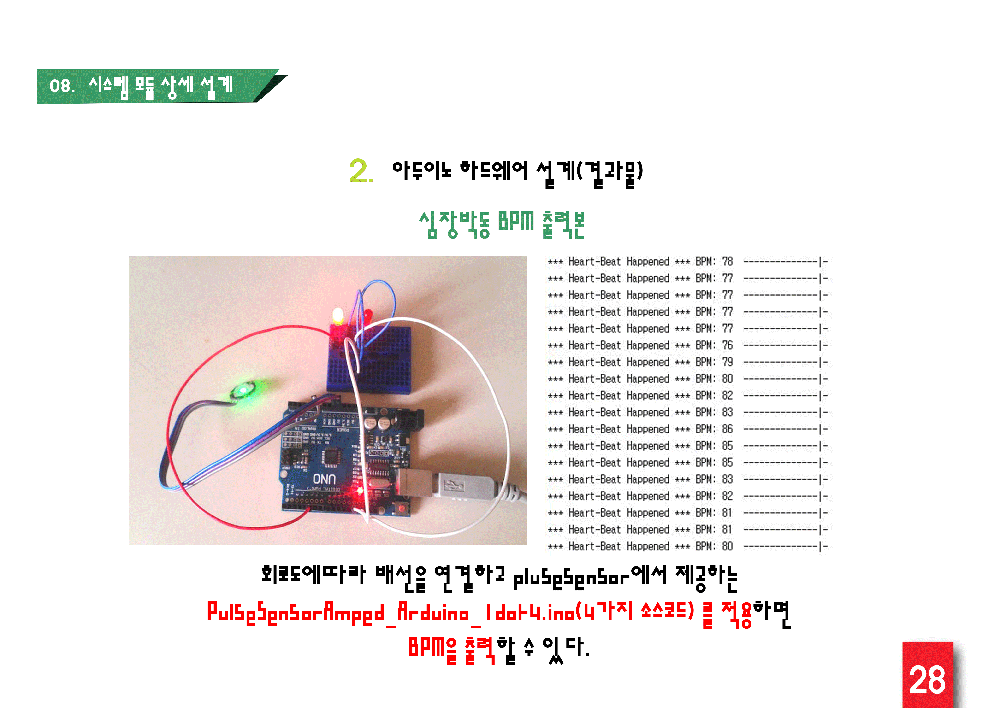 08. 시스템 모듈 상세 설계
2. 아두이노 하드웨어 설계(결과물)
심장박동 BPM 출력본
*** Heart-Beat Happened *** BPM: 78 --------------|-
*** Heart-Beat Happened *** BPM: 77 --------------|-
*** Heart-Beat Happened *** BPM: 77 --------------|-
*** Heart-Beat Happened *** BPM: 77 --------------|-
*** Heart-Beat Happened *** BPM: 77 --------------|-
*** Heart-Beat Happened *** BPM: 76 --------------|-
*** Heart-Beat Happened *** BPM: 79 --------------|-
*** Heart-Beat Happened *** BPM: 80 --------------|-
*** Heart-Beat Happened *** BPM: 82 --------------|-
*** Heart-Beat Happened *** BPM: 83 --------------|-
*** Heart-Beat Happened *** BPM: 86 --------------|-
*** Heart-Beat Happened *** BPM: 85 --------------|-
*** Heart-Beat Happened *** BPM: 85 --------------|-
*** Heart-Beat Happened *** BPM: 83 --------------|-
*** Heart-Beat Happened *** BPM: 82 --------------|-
*** Heart-Beat Happened *** BPM: 81 --------------|-
*** Heart-Beat Happened *** BPM: 81 --------------|-
*** Heart-Beat Happened *** BPM: 80 --------------|-
POWER
ANALOG IN
UNO
회로도에따라 배선을 연결하고 pluseSensor에서 제공하는
PulseSensorAmped_Arduino_1dot4.ino(4가지 소스코드) 를 적용하면
BPM을 출력할 수 있다.
28